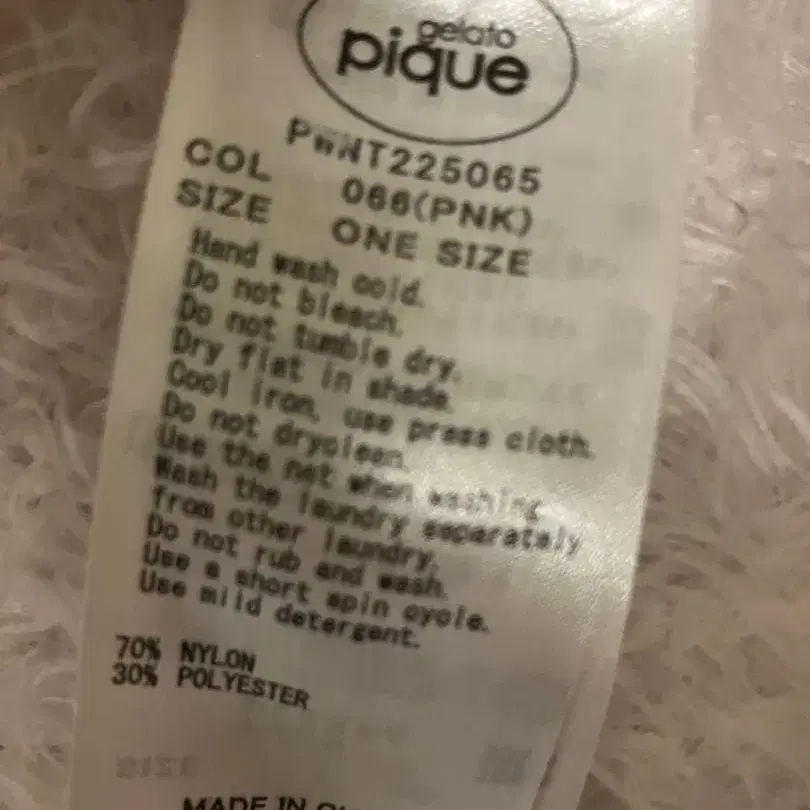 gelato
pique
PWNT225065
COL 066(PNK)
SIZE ONE SIZE
Hand wash cold.
Do not bleach.
Do not tumble dry.
Dry flat in shade.
Cool iron, use press cloth.
Do not dryclean.
Use the net when washing
Wash the laundry separately
from other laundry.
Do not rub and wash.
Use a short spin cycle.
Use mild detergent.
70% NYLON
30% POLYESTER
SIZE
MADE IN